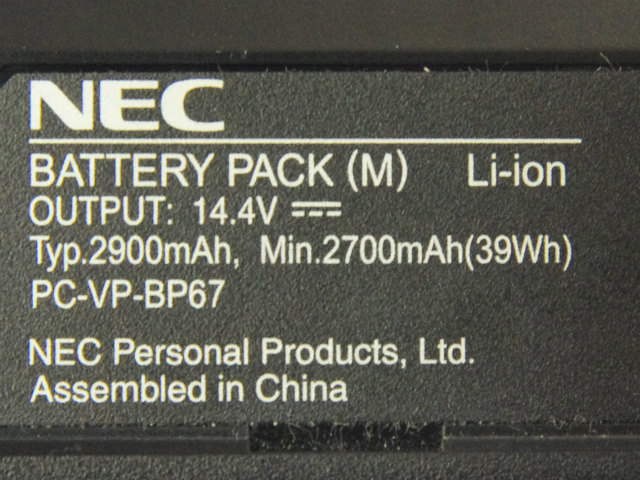 NEC
BATTERY PACK (M) Li-ion
OUTPUT: 14.4V ⎓
Typ.2900mAh, Min.2700mAh(39Wh)
PC-VP-BP67
NEC Personal Products, Ltd.
Assembled in China